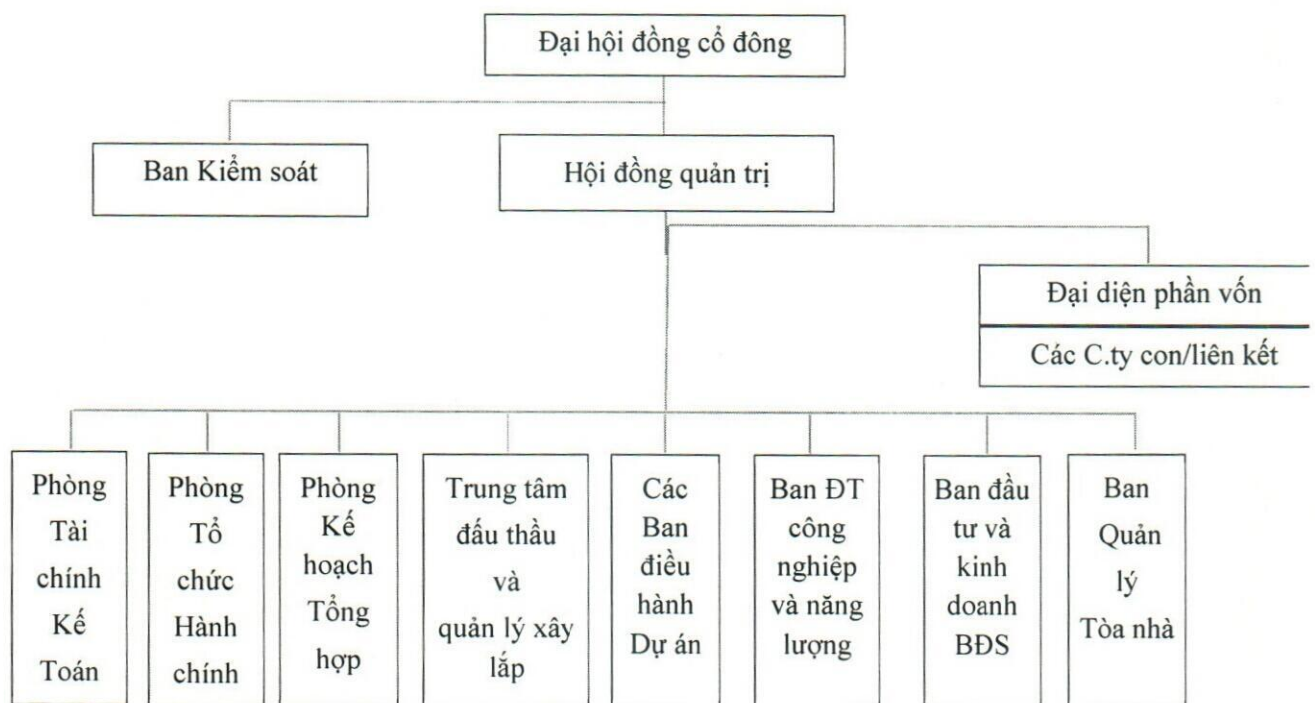 Đại hội đồng cổ đông
Ban Kiểm soát
Hội đồng quản trị
Đại diện phần vốn
Các C.ty con/liên kết
Phòng
Tài
chính
Kế
Toán
Phòng
Tổ
chức
Hành
chính
Phòng
Kế
hoạch
Tổng
hợp
Trung tâm
đấu thầu
và
quản lý xây
lắp
Các
Ban
điều
hành
Dự án
Ban ĐT
công
nghiệp
và năng
lượng
Ban đầu
tư và
kinh
doanh
BĐS
Ban
Quản
lý
Tòa nhà